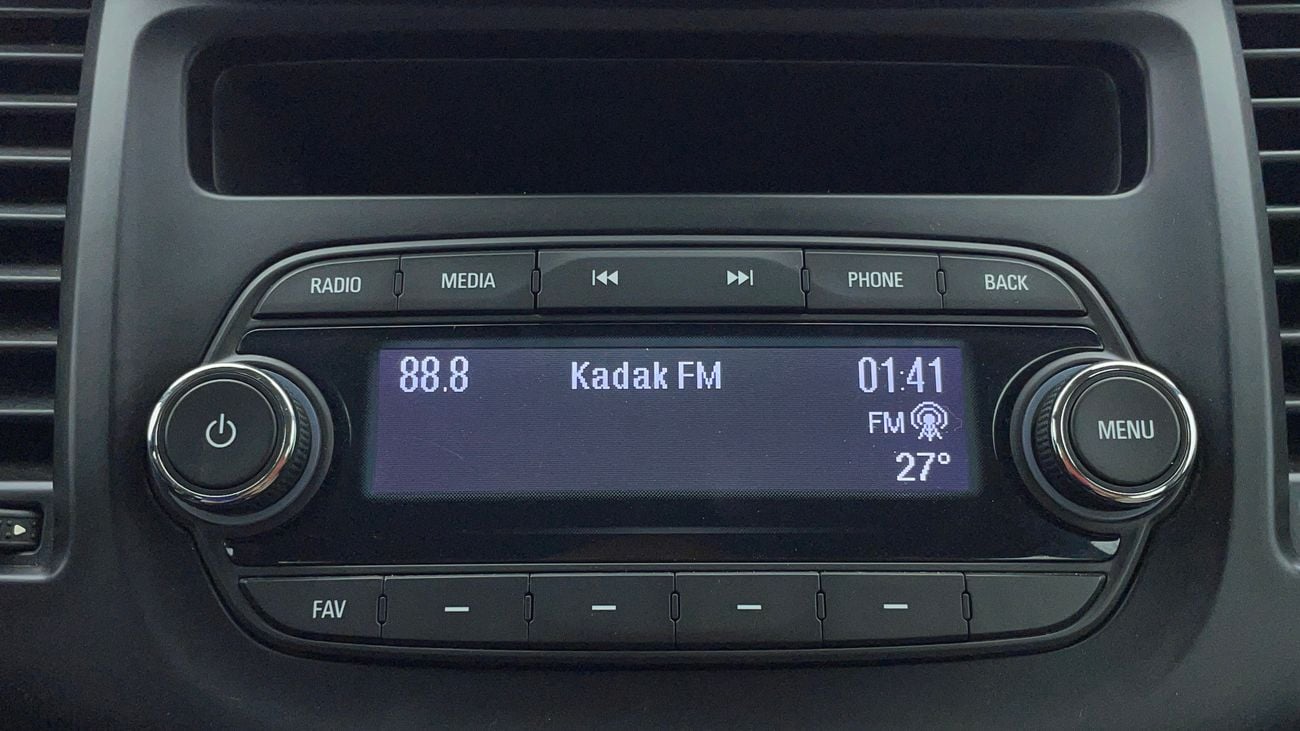 RADIO MEDIA PHONE BACK
88.8 Kadak FM 01:41
FM
27°
MENU
FAV